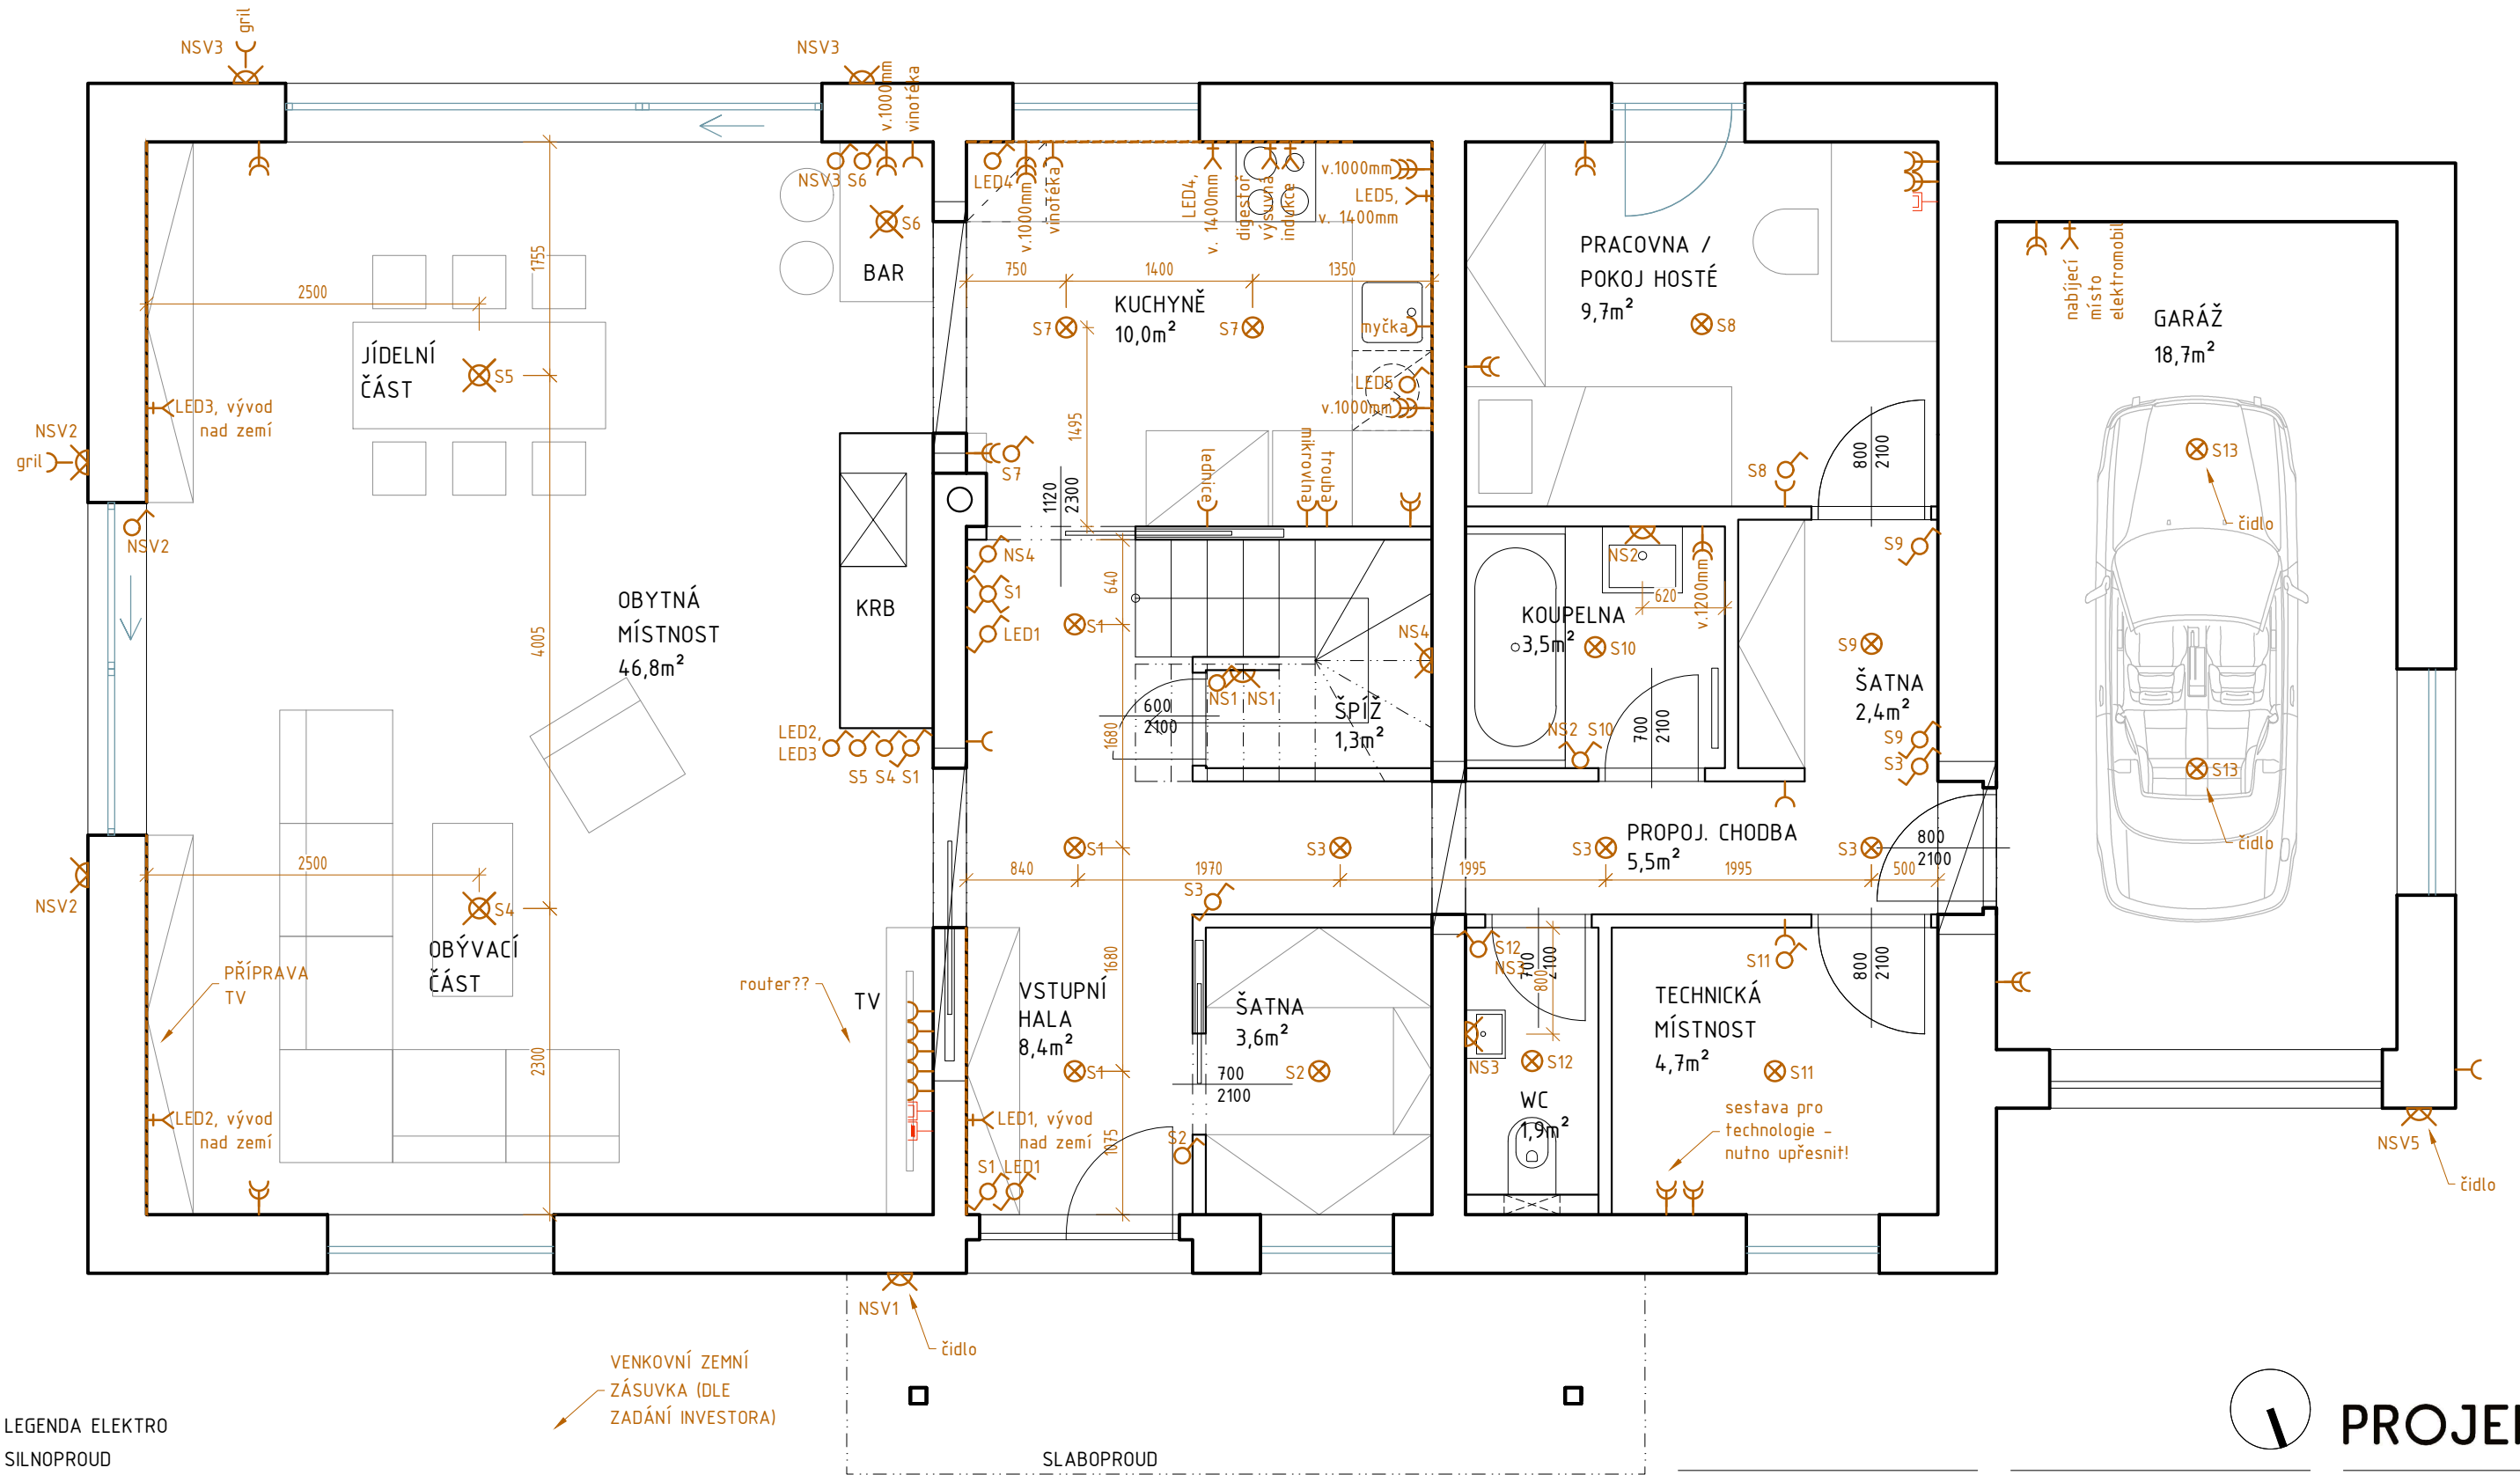 gril
NSV3
NSV3
v.1000mm
vinotéka
NSV3 S6
S6
BAR
LED4
v.1000mm
vinotéka
LED4,
v. 1400mm
digestoř
výsuvná
indukce
v.1000mm
LED5,
v. 1400mm
750
1400
1350
KUCHYNĚ
10,0m²
S7
S7
myčka
LED5
v.1000mm
1495
S7
lednice
mikrovlna
trouba
1120
2300
PRACOVNA /
POKOJ HOSTÉ
9,7m²
S8
S8
800
2100
nabíjecí
místo
elektromobil
GARÁŽ
18,7m²
S13
čidlo
S13
čidlo
2500
1755
JÍDELNÍ
ČÁST
S5
LED3, vývod
nad zemí
NSV2
gril
NSV2
OBYTNÁ
MÍSTNOST
46,8m²
4005
KRB
NS4
S1
LED1
S1
640
NS4
NS1
NS1
600
2100
1680
ŠPÍŽ
1,3m²
NS2
620
v.1200mm
KOUPELNA
3,5m²
S10
NS2 S10
700
2100
S9
S9
ŠATNA
2,4m²
S9
S3
LED2,
LED3
S5 S4 S1
2500
NSV2
S4
OBÝVACÍ
ČÁST
PŘÍPRAVA
TV
router??
TV
2300
LED2, vývod
nad zemí
S1
S3
S3
S3
PROPOJ. CHODBA
5,5m²
800
2100
840
1970
1995
1995
500
S3
1680
VSTUPNÍ
HALA
8,4m²
S1
ŠATNA
3,6m²
S2
700
2100
LED1, vývod
nad zemí
1075
S2
S1 LED1
S12
NS3
700
2100
800
NS3
S12
WC
1,9m²
S11
800
2100
TECHNICKÁ
MÍSTNOST
4,7m²
S11
sestava pro
technologie -
nutno upřesnit!
NSV5
čidlo
NSV1
čidlo
VENKOVNÍ ZEMNÍ
ZÁSUVKA (DLE
ZADÁNÍ INVESTORA)
LEGENDA ELEKTRO
SILNOPROUD
SLABOPROUD